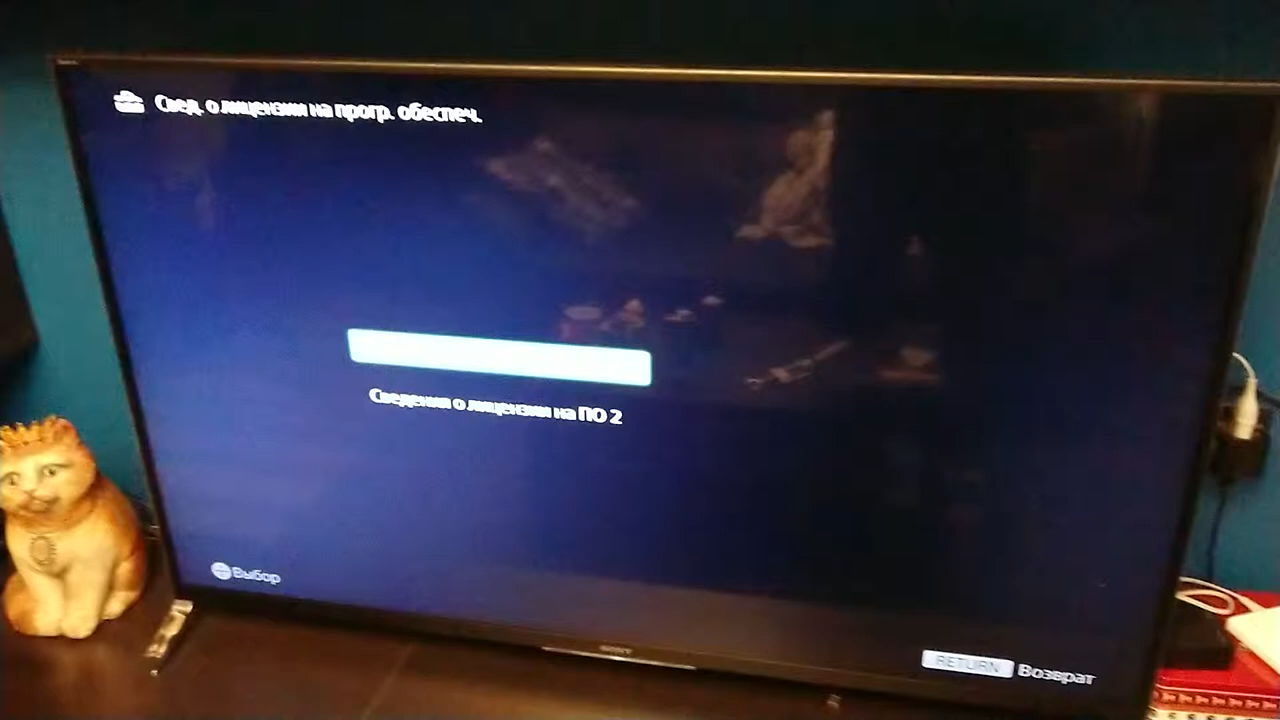 Свед. о лицензии на прогр. обеспеч.
Сведения о лицензии на ПО 2
Выбор
SONY
RETURN Возврат